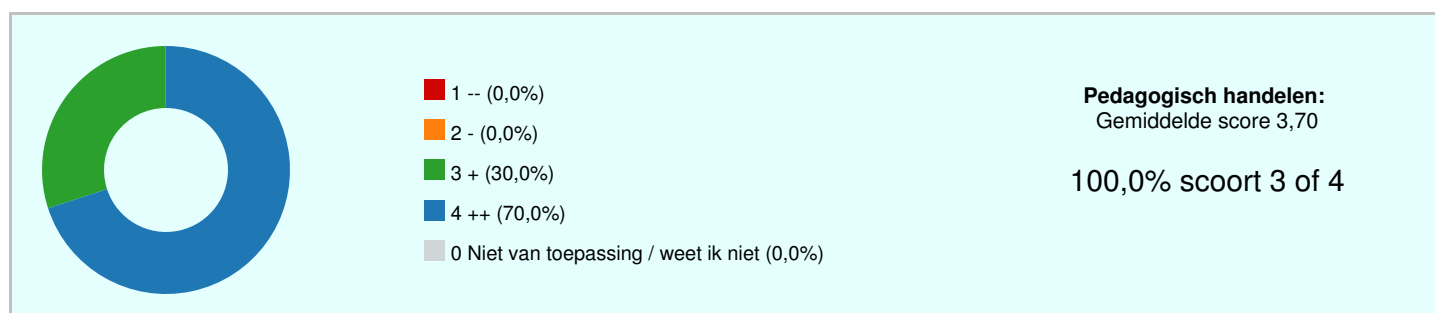 1 -- (0,0%)
2 - (0,0%)
3 + (30,0%)
4 ++ (70,0%)
0 Niet van toepassing / weet ik niet (0,0%)
Pedagogisch handelen:
Gemiddelde score 3,70
100,0% scoort 3 of 4